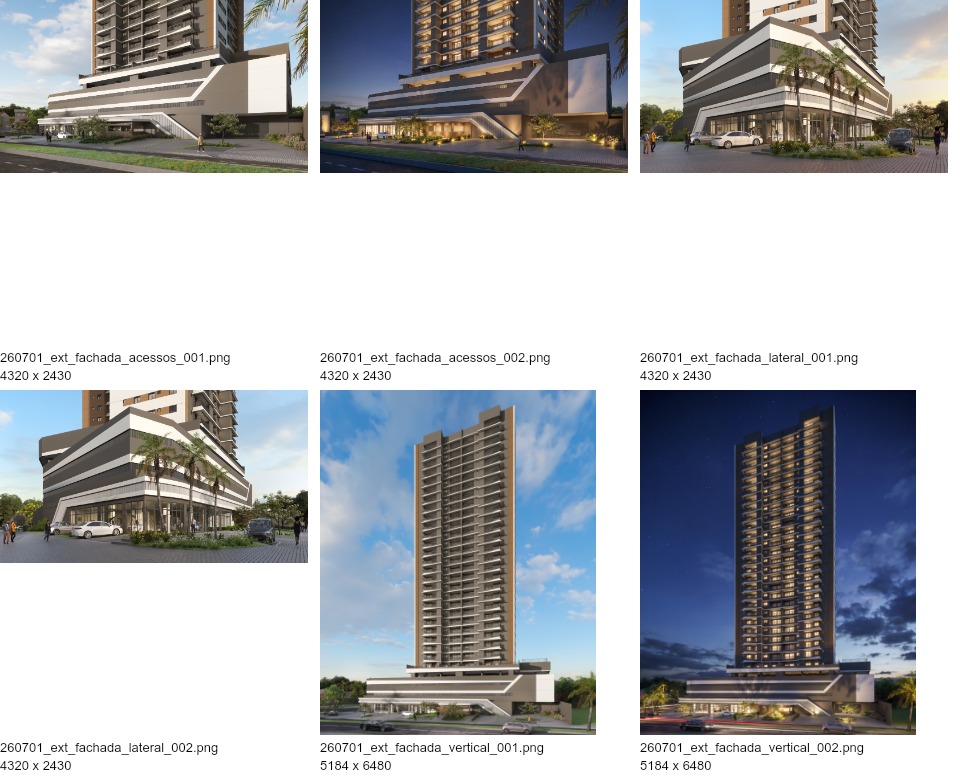 260701_ext_fachada_acessos_001.png
4320 x 2430
260701_ext_fachada_acessos_002.png
4320 x 2430
260701_ext_fachada_lateral_001.png
4320 x 2430
260701_ext_fachada_lateral_002.png
4320 x 2430
260701_ext_fachada_vertical_001.png
5184 x 6480
260701_ext_fachada_vertical_002.png
5184 x 6480